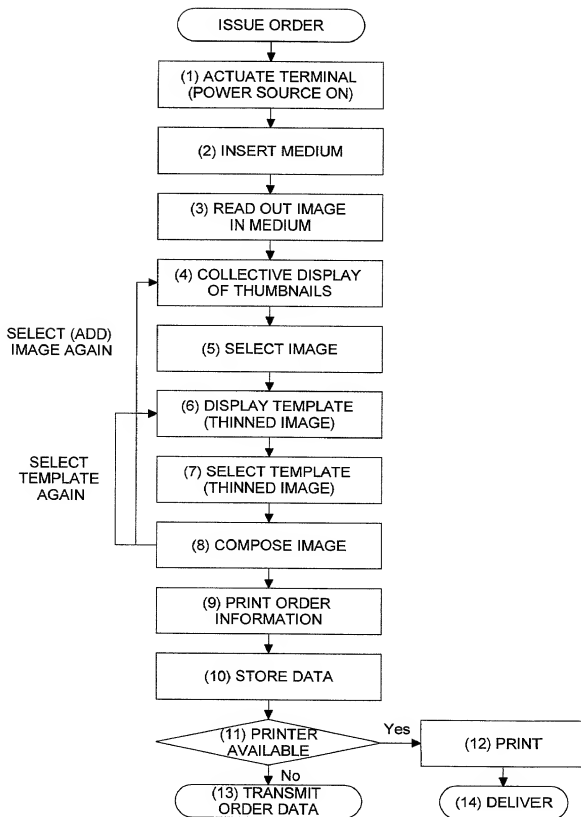 ISSUE ORDER
(1) ACTUATE TERMINAL
(POWER SOURCE ON)
(2) INSERT MEDIUM
(3) READ OUT IMAGE
IN MEDIUM
(4) COLLECTIVE DISPLAY
OF THUMBNAILS
SELECT (ADD)
IMAGE AGAIN
(5) SELECT IMAGE
(6) DISPLAY TEMPLATE
(THINNED IMAGE)
SELECT
TEMPLATE
AGAIN
(7) SELECT TEMPLATE
(THINNED IMAGE)
(8) COMPOSE IMAGE
(9) PRINT ORDER
INFORMATION
(10) STORE DATA
(11) PRINTER
AVAILABLE
Yes
(12) PRINT
No
(13) TRANSMIT
ORDER DATA
(14) DELIVER